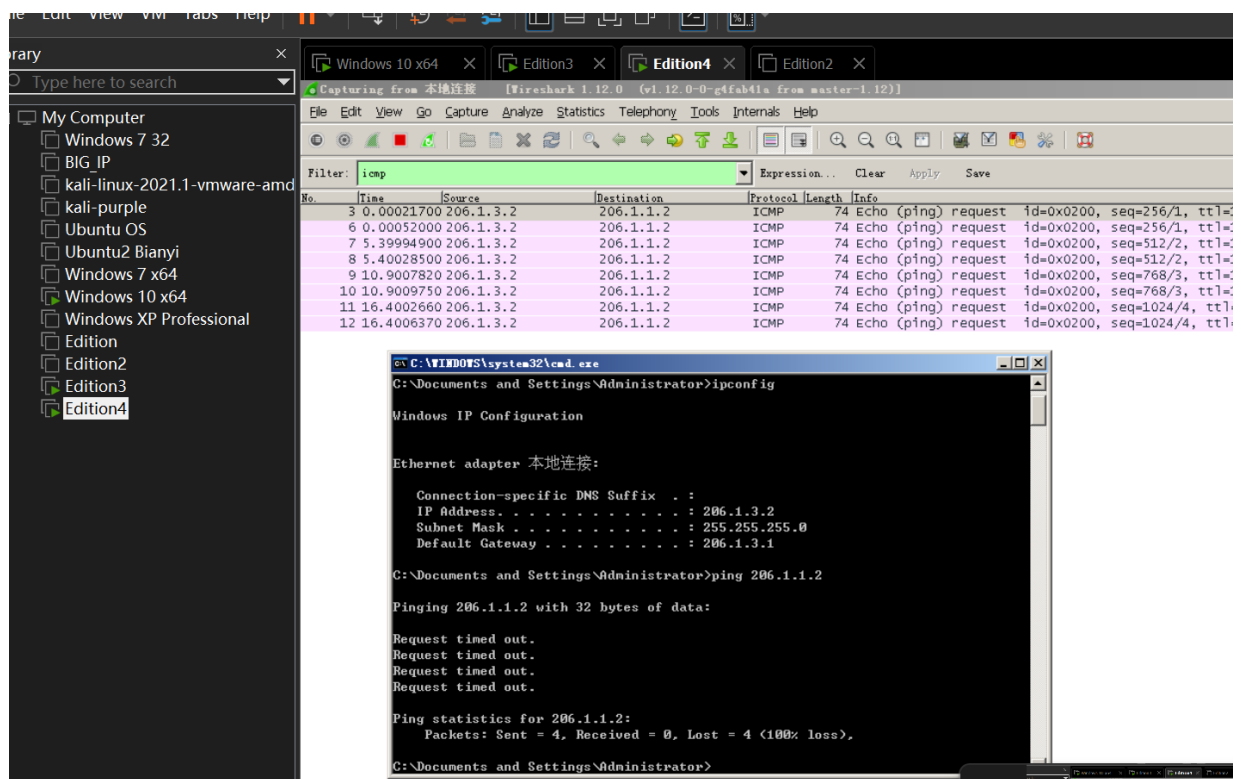 Edit View VM Tabs Help
×
Type here to search
My Computer
Windows 7 32
BIG_IP
kali-linux-2021.1-vmware-amd
kali-purple
Ubuntu OS
Ubuntu2 Bianyi
Windows 7 x64
Windows 10 x64
Windows XP Professional
Edition
Edition2
Edition3
Edition4
Windows 10 x64 × Edition3 × Edition4 × Edition2 ×
Capturing from 本地连接 [Wireshark 1.12.0 (v1.12.0-0-g4fab41a from master-1.12)]
File Edit View Go Capture Analyze Statistics Telephony Tools Internals Help
Filter: icmp Expression... Clear Apply Save
No. Time Source Destination Protocol Length Info
3 0.00021700 206.1.3.2 206.1.1.2 ICMP 74 Echo (ping) request id=0x0200, seq=256/1,
6 0.00052000 206.1.3.2 206.1.1.2 ICMP 74 Echo (ping) request id=0x0200, seq=256/1,
7 5.39994900 206.1.3.2 206.1.1.2 ICMP 74 Echo (ping) request id=0x0200, seq=512/2,
8 5.40028500 206.1.3.2 206.1.1.2 ICMP 74 Echo (ping) request id=0x0200, seq=512/2,
9 10.9007820 206.1.3.2 206.1.1.2 ICMP 74 Echo (ping) request id=0x0200, seq=768/3,
10 10.9009750 206.1.3.2 206.1.1.2 ICMP 74 Echo (ping) request id=0x0200, seq=768/3,
11 16.4002660 206.1.3.2 206.1.1.2 ICMP 74 Echo (ping) request id=0x0200, seq=1024/4,
12 16.4006370 206.1.3.2 206.1.1.2 ICMP 74 Echo (ping) request id=0x0200, seq=1024/4,
C:\WINDOWS\system32\cmd.exe
C:\Documents and Settings\Administrator>ipconfig
Windows IP Configuration
Ethernet adapter 本地连接:
Connection-specific DNS Suffix . :
IP Address. . . . . . . . . . . . : 206.1.3.2
Subnet Mask . . . . . . . . . . . : 255.255.255.0
Default Gateway . . . . . . . . . : 206.1.3.1
C:\Documents and Settings\Administrator>ping 206.1.1.2
Pinging 206.1.1.2 with 32 bytes of data:
Request timed out.
Request timed out.
Request timed out.
Request timed out.
Ping statistics for 206.1.1.2:
Packets: Sent = 4, Received = 0, Lost = 4 (100% loss),
C:\Documents and Settings\Administrator>